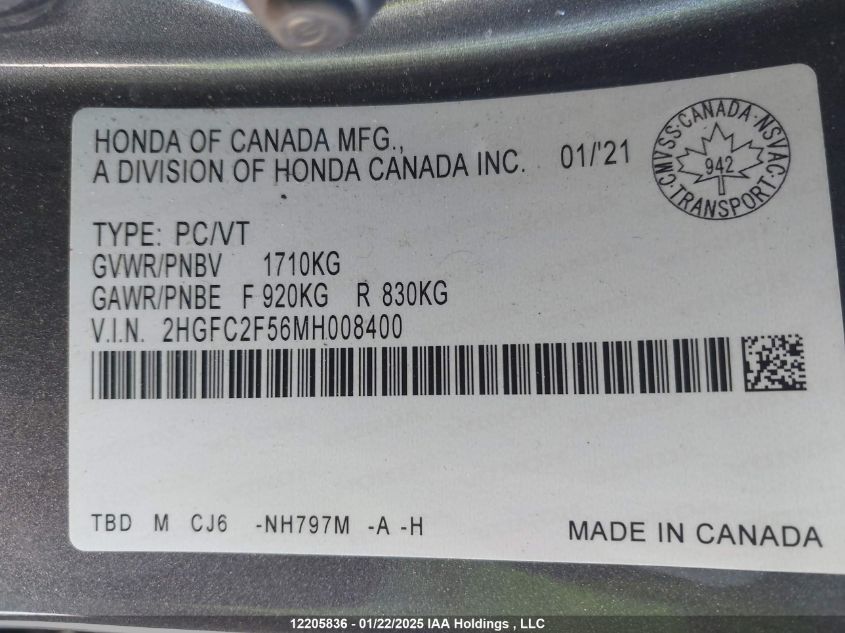 HONDA OF CANADA MFG.,
A DIVISION OF HONDA CANADA INC. 01/'21
CANADA·NSVAC·TRANSPORT·CMVSS·
942
TYPE: PC/VT
GVWR/PNBV 1710KG
GAWR/PNBE F 920KG R 830KG
V.I.N. 2HGFC2F56MH008400
TBD M CJ6 -NH797M -A -H
MADE IN CANADA
12205836 - 01/22/2025 IAA Holdings , LLC